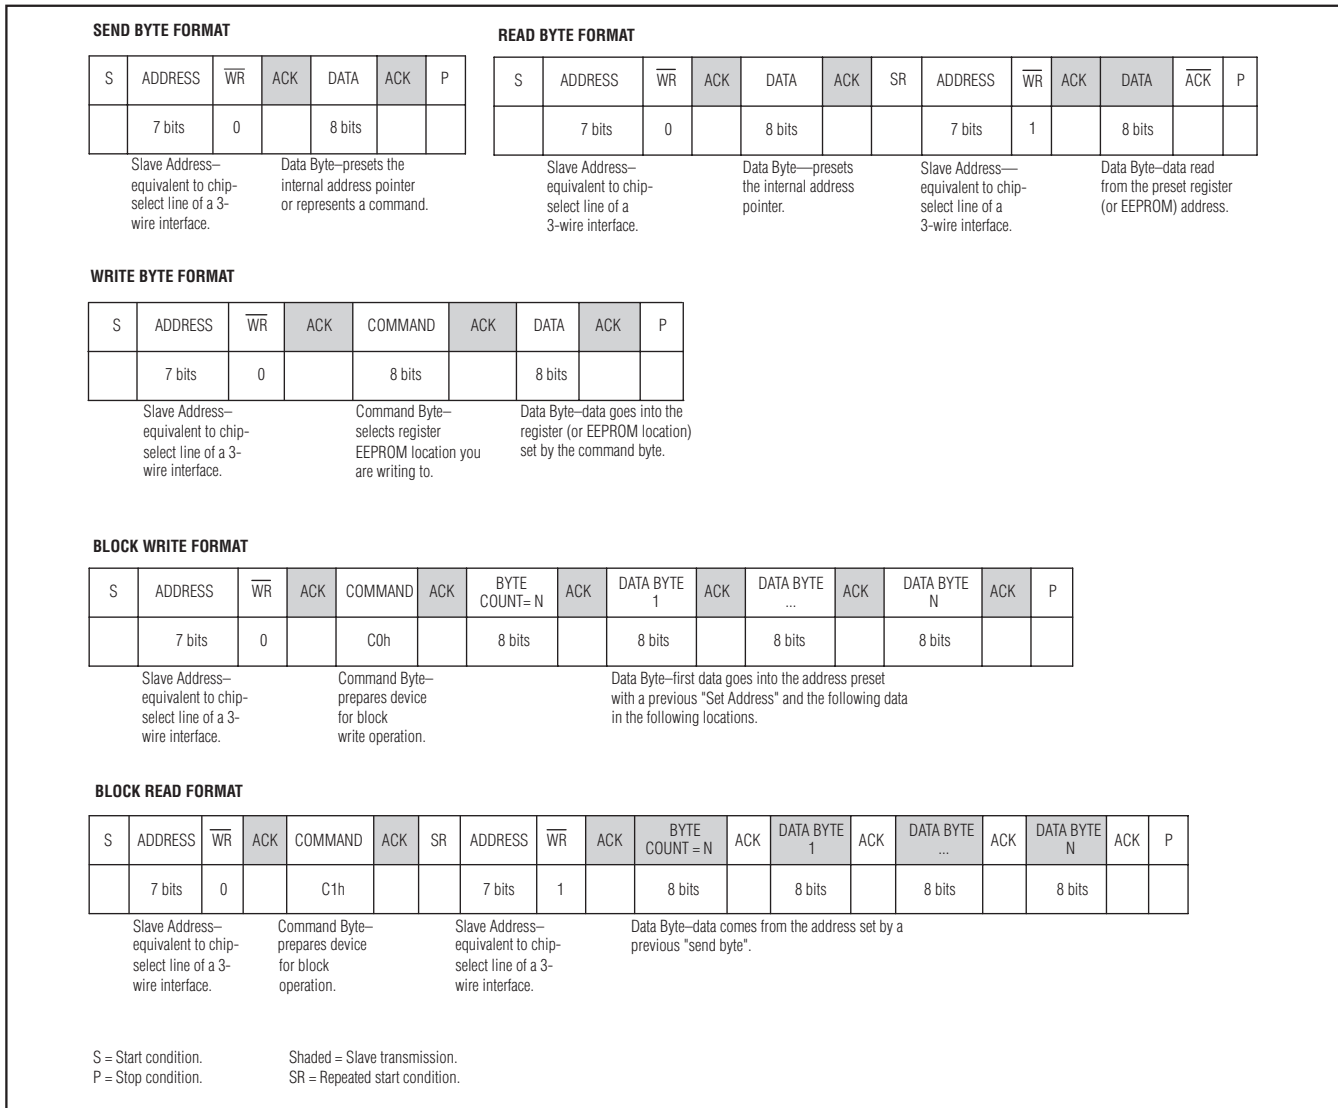 SEND BYTE FORMAT
S ADDRESS WR ACK DATA ACK P
7 bits 0 8 bits
Slave Address–
equivalent to chip-
select line of a 3-
wire interface.
Data Byte–presets the
internal address pointer
or represents a command.
READ BYTE FORMAT
S ADDRESS WR ACK DATA ACK SR ADDRESS WR ACK DATA ACK P
7 bits 0 8 bits 7 bits 1 8 bits
Slave Address–
equivalent to chip-
select line of a
3-wire interface.
Data Byte—presets
the internal address
pointer.
Slave Address—
equivalent to chip-
select line of a
3-wire interface.
Data Byte–data read
from the preset register
(or EEPROM) address.
WRITE BYTE FORMAT
S ADDRESS WR ACK COMMAND ACK DATA ACK P
7 bits 0 8 bits 8 bits
Slave Address–
equivalent to chip-
select line of a 3-
wire interface.
Command Byte–
selects register
EEPROM location you
are writing to.
Data Byte–data goes into the
register (or EEPROM location)
set by the command byte.
BLOCK WRITE FORMAT
S ADDRESS WR ACK COMMAND ACK BYTE COUNT= N ACK DATA BYTE 1 ACK DATA BYTE ... ACK DATA BYTE N ACK P
7 bits 0 C0h 8 bits 8 bits 8 bits 8 bits
Slave Address–
equivalent to chip-
select line of a 3-
wire interface.
Command Byte–
prepares device
for block
write operation.
Data Byte–first data goes into the address preset
with a previous "Set Address" and the following data
in the following locations.
BLOCK READ FORMAT
S ADDRESS WR ACK COMMAND ACK SR ADDRESS WR ACK BYTE COUNT = N ACK DATA BYTE 1 ACK DATA BYTE ... ACK DATA BYTE N ACK P
7 bits 0 C1h 7 bits 1 8 bits 8 bits 8 bits 8 bits
Slave Address–
equivalent to chip-
select line of a 3-
wire interface.
Command Byte–
prepares device
for block
operation.
Slave Address–
equivalent to chip-
select line of a 3-
wire interface.
Data Byte–data comes from the address set by a
previous "send byte".
S = Start condition.
P = Stop condition.
Shaded = Slave transmission.
SR = Repeated start condition.